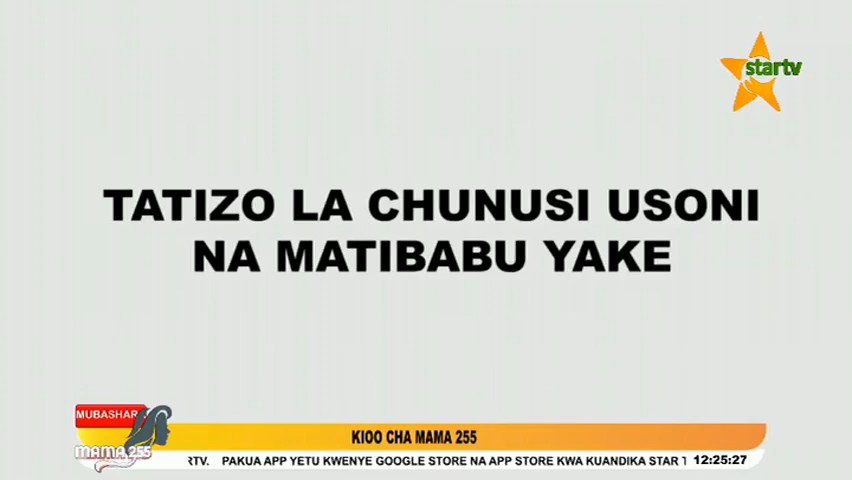 startv
TATIZO LA CHUNUSI USONI
NA MATIBABU YAKE
MUBASHAR
KIOO CHA MAMA 255
MAMA 255
RTV. PAKUA APP YETU KWENYE GOOGLE STORE NA APP STORE KWA KUANDIKA STAR T 12:25:27